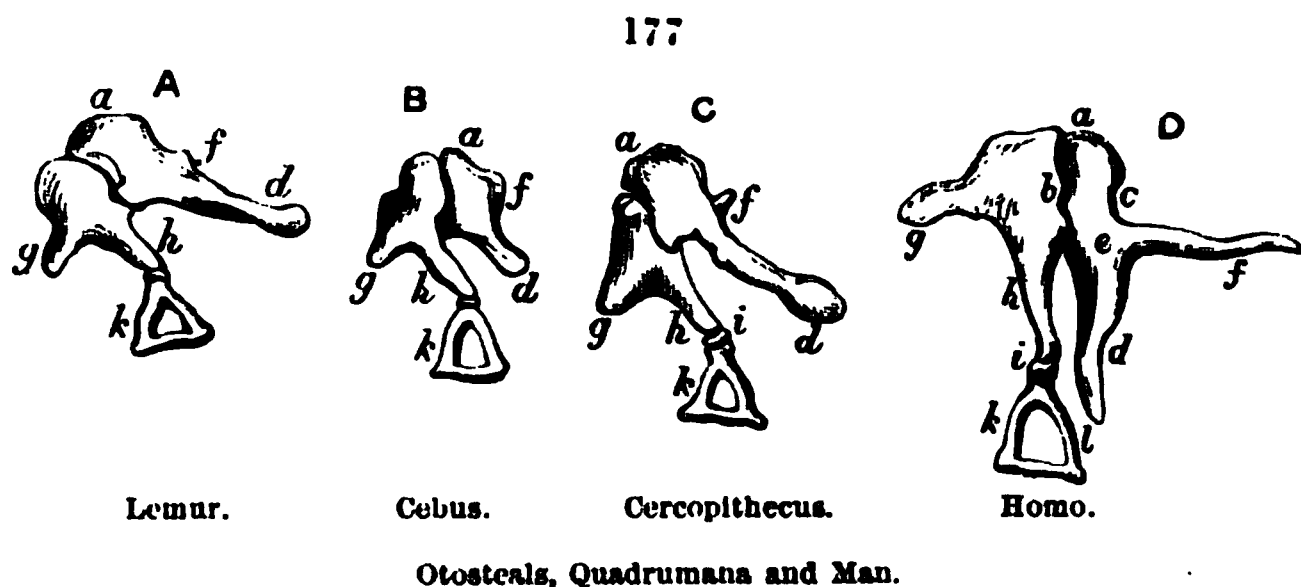 177
A B C D
a f d g h k
a f d g h k
a f d g h i k
a b c e f g h i d k l
Lemur. Cebus. Cercopithecus. Homo.
Otosteals, Quadrumana and Man.